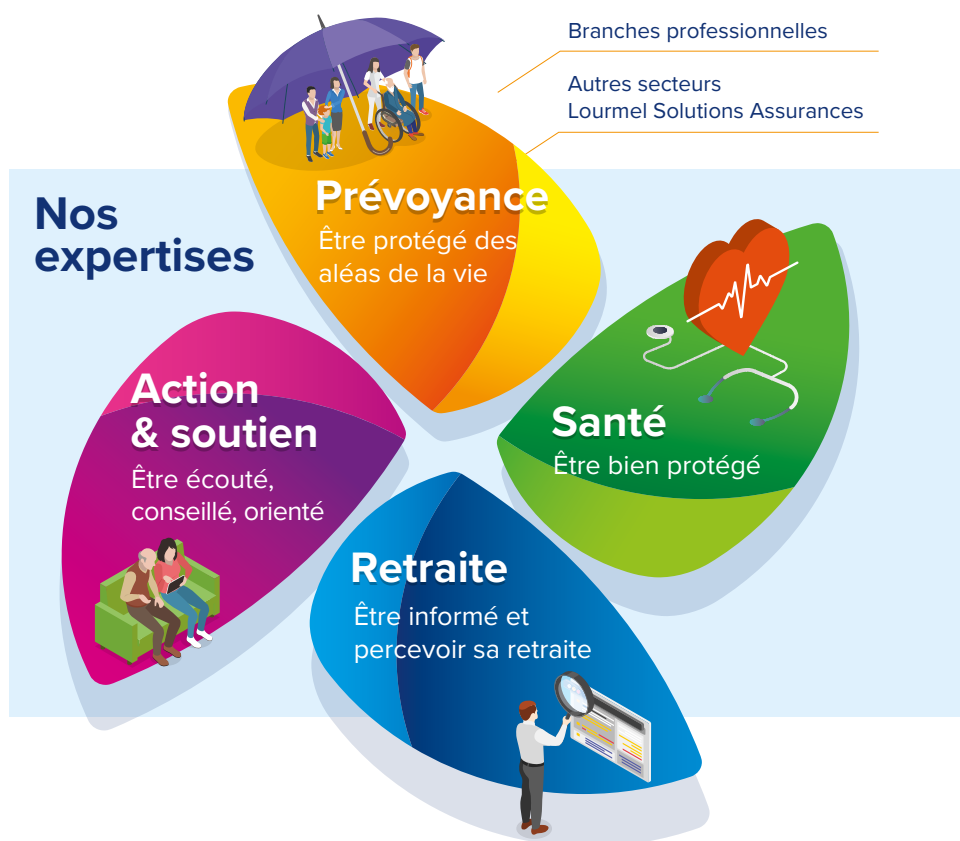 Branches professionnelles
Autres secteurs
Lourmel Solutions Assurances
Nos
expertises
Prévoyance
Être protégé des
aléas de la vie
Action
& soutien
Être écouté,
conseillé, orienté
Santé
Être bien protégé
Retraite
Être informé et
percevoir sa retraite